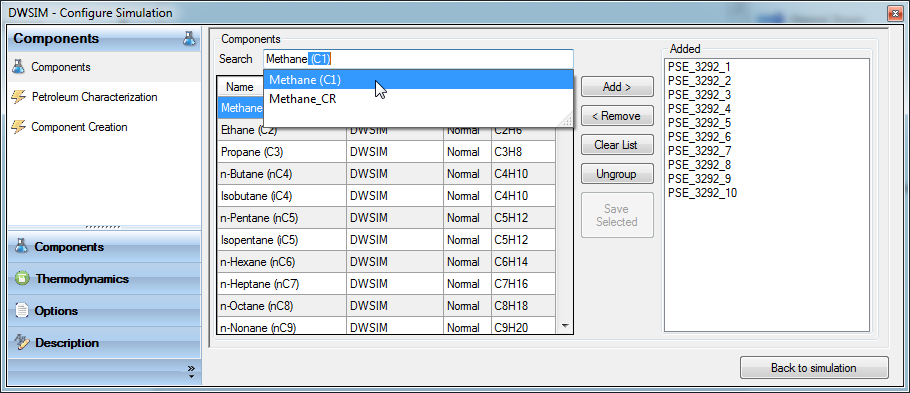 DWSIM - Configure Simulation
Components
Components
Petroleum Characterization
Component Creation
Components
Thermodynamics
Options
Description
»
Components
Search Methane (C1)
Methane (C1)
Methane_CR
Name
Methane
Ethane (C2) DWSIM Normal C2H6
Propane (C3) DWSIM Normal C3H8
n-Butane (nC4) DWSIM Normal C4H10
Isobutane (iC4) DWSIM Normal C4H10
n-Pentane (nC5) DWSIM Normal C5H12
Isopentane (iC5) DWSIM Normal C5H12
n-Hexane (nC6) DWSIM Normal C6H14
n-Heptane (nC7) DWSIM Normal C7H16
n-Octane (nC8) DWSIM Normal C8H18
n-Nonane (nC9) DWSIM Normal C9H20
Add >
< Remove
Clear List
Ungroup
Save
Selected
Added
PSE_3292_1
PSE_3292_2
PSE_3292_3
PSE_3292_4
PSE_3292_5
PSE_3292_6
PSE_3292_7
PSE_3292_8
PSE_3292_9
PSE_3292_10
Back to simulation